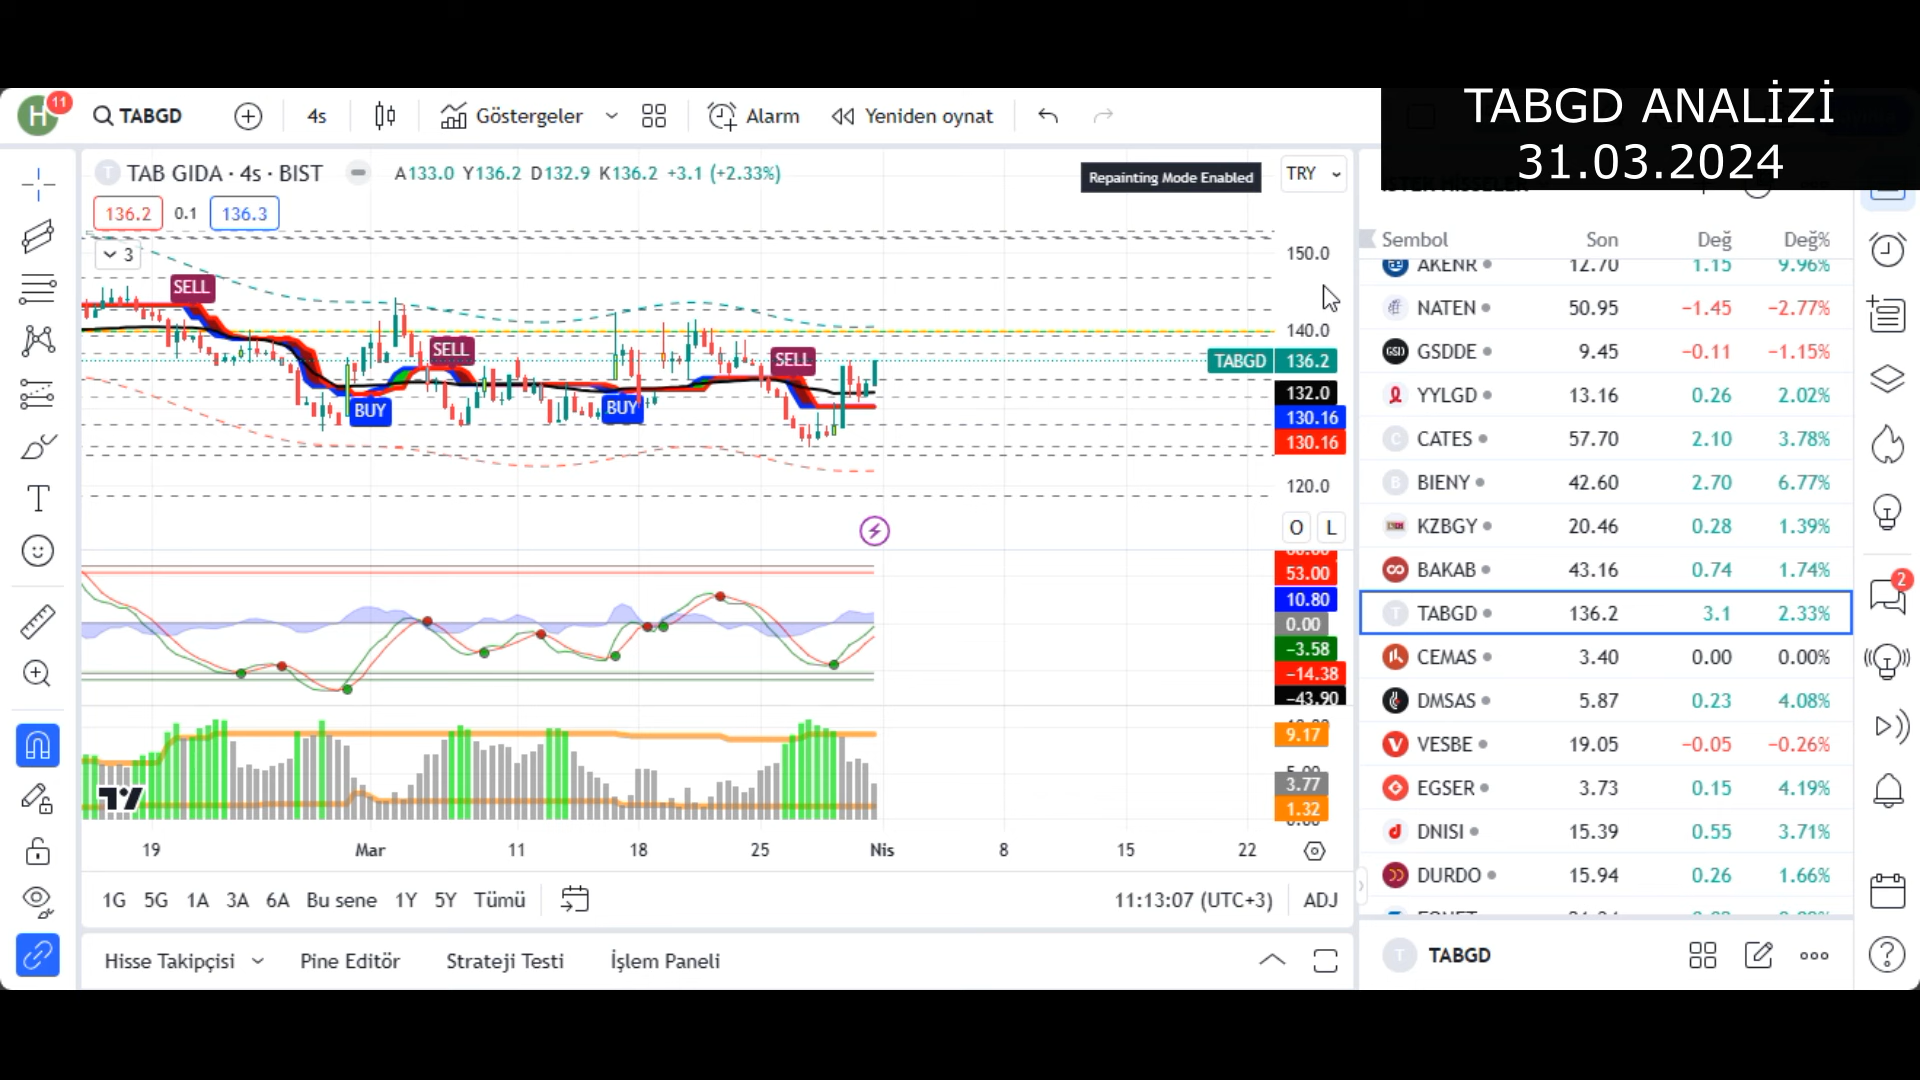 TABGD ANALİZİ
31.03.2024
H 11 TABGD 4s Göstergeler Alarm Yeniden oynat
TAB GIDA · 4s · BIST A133.0 Y136.2 D132.9 K136.2 +3.1 (+2.33%)
Repainting Mode Enabled
TRY
136.2 0.1 136.3
3
SELL
SELL
SELL
BUY
BUY
150.0
140.0
TABGD 136.2
132.0
130.16
130.16
120.0
O L
53.00
10.80
0.00
−3.58
−14.38
−43.90
9.17
3.77
1.32
19 Mar 11 18 25 Nis 8 15 22
1G 5G 1A 3A 6A Bu sene 1Y 5Y Tümü
11:13:07 (UTC+3) ADJ
Hisse Takipçisi Pine Editör Strateji Testi İşlem Paneli
Sembol Son Değ Değ%
AKENR 12.70 1.15 9.96%
NATEN 50.95 −1.45 −2.77%
GSDDE 9.45 −0.11 −1.15%
YYLGD 13.16 0.26 2.02%
CATES 57.70 2.10 3.78%
BIENY 42.60 2.70 6.77%
KZBGY 20.46 0.28 1.39%
BAKAB 43.16 0.74 1.74%
TABGD 136.2 3.1 2.33%
CEMAS 3.40 0.00 0.00%
DMSAS 5.87 0.23 4.08%
VESBE 19.05 −0.05 −0.26%
EGSER 3.73 0.15 4.19%
DNISI 15.39 0.55 3.71%
DURDO 15.94 0.26 1.66%
TABGD
2